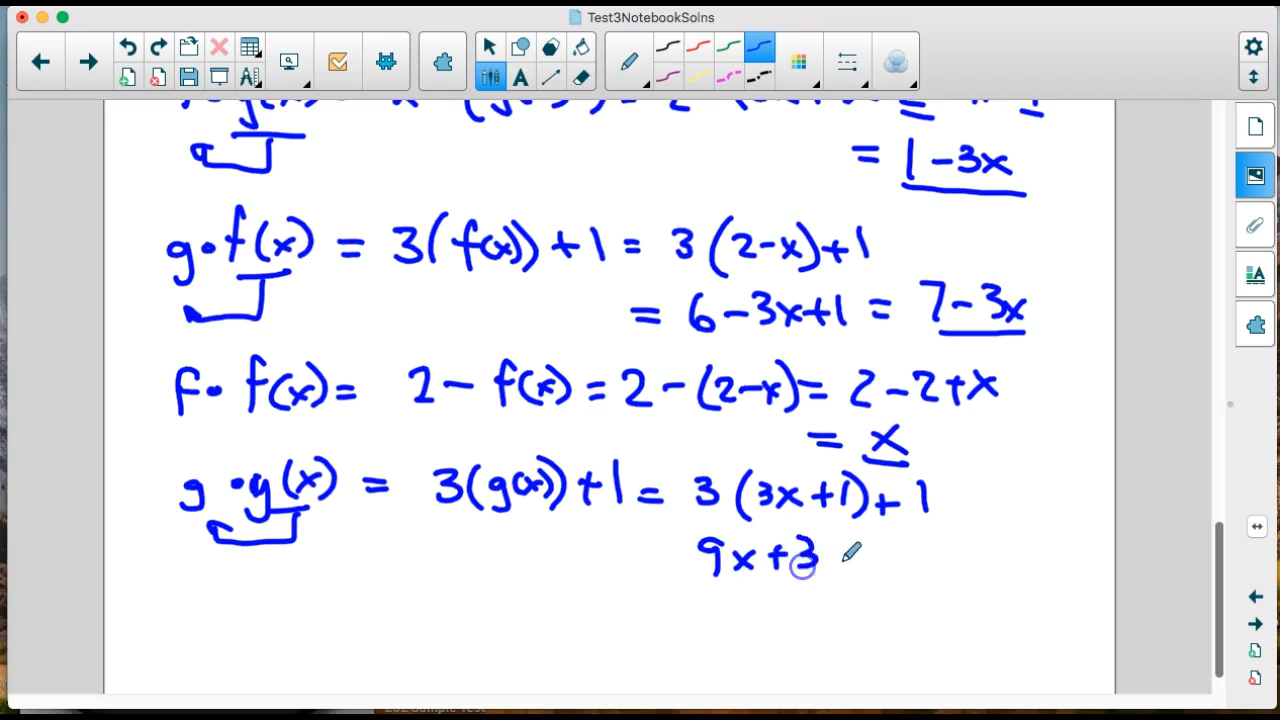 Test3NotebookSolns
= 1 - 3x
g∘f(x) = 3(f(x)) + 1 = 3(2-x)+1
= 6 - 3x + 1 = 7 - 3x
f∘f(x) = 2 - f(x) = 2 - (2-x) = 2 - 2 + x
= x
g∘g(x) = 3(g(x)) + 1 = 3(3x+1) + 1
9x + 3